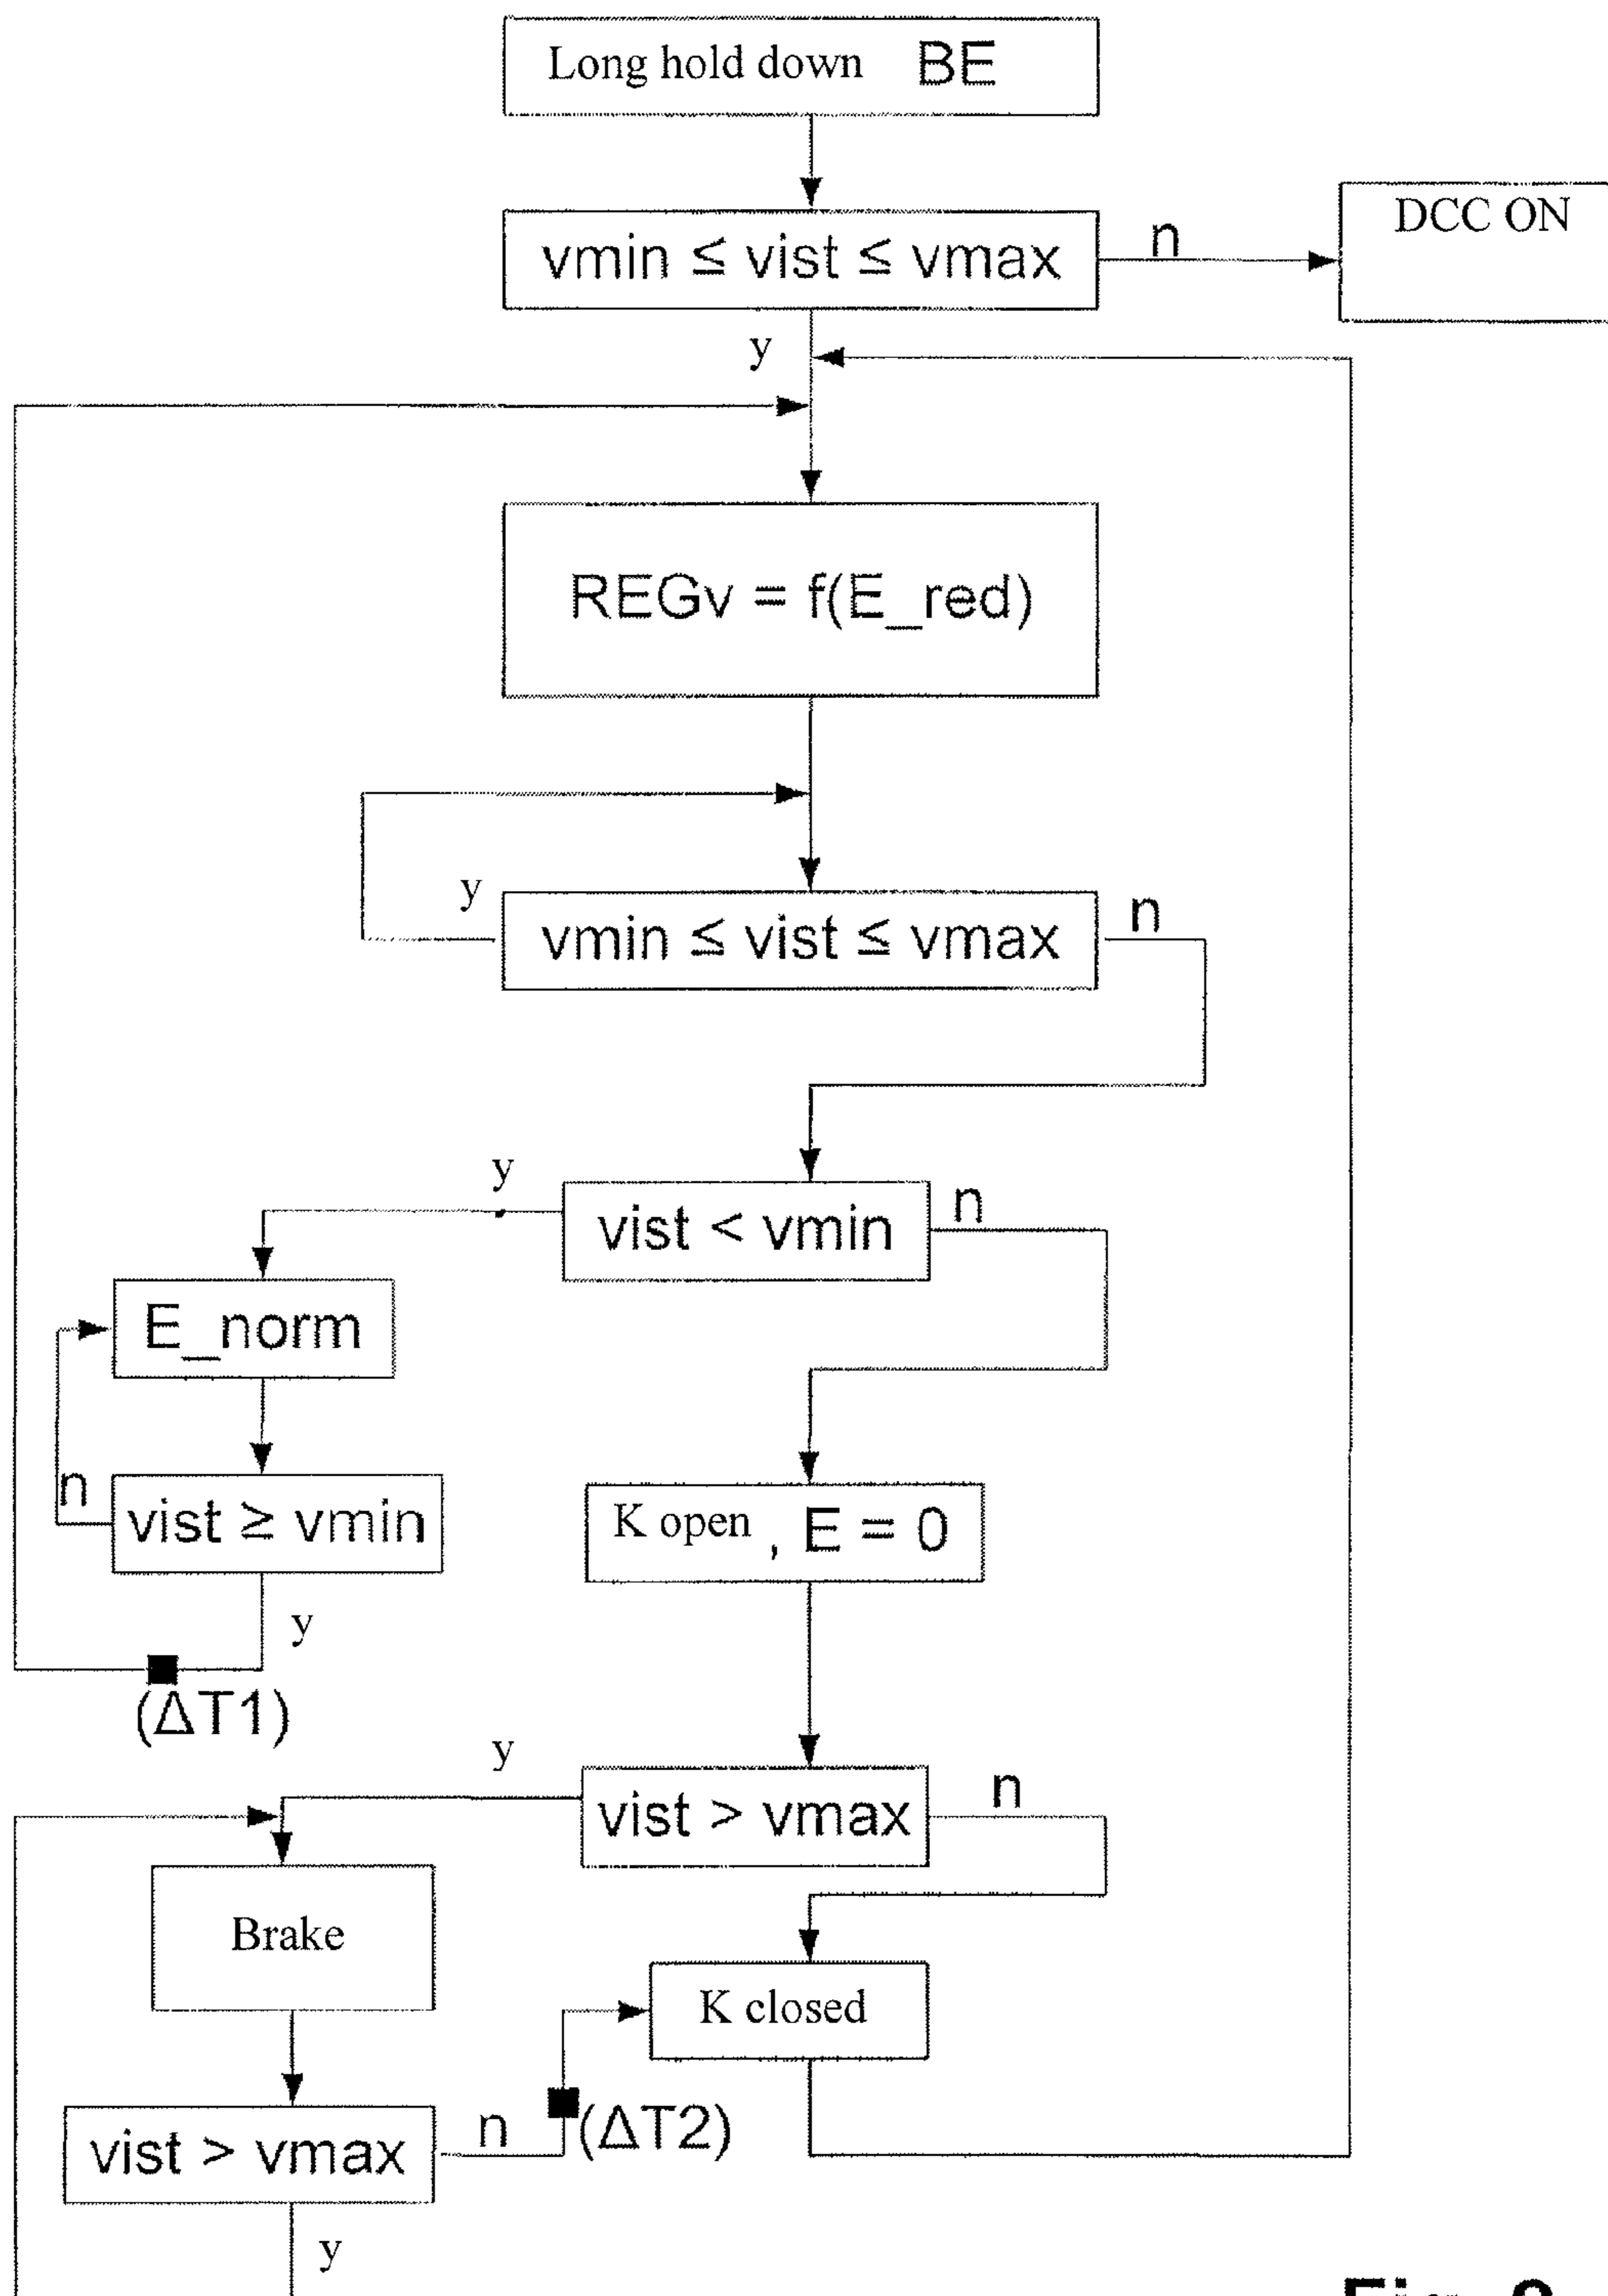 Long hold down BE
vmin ≤ vist ≤ vmax
n
DCC ON
y
REGv = f(E_red)
y
vmin ≤ vist ≤ vmax
n
y
vist < vmin
n
E_norm
n
vist ≥ vmin
K open , E = 0
y
(ΔT1)
y
vist > vmax
n
Brake
K closed
vist > vmax
n
(ΔT2)
y